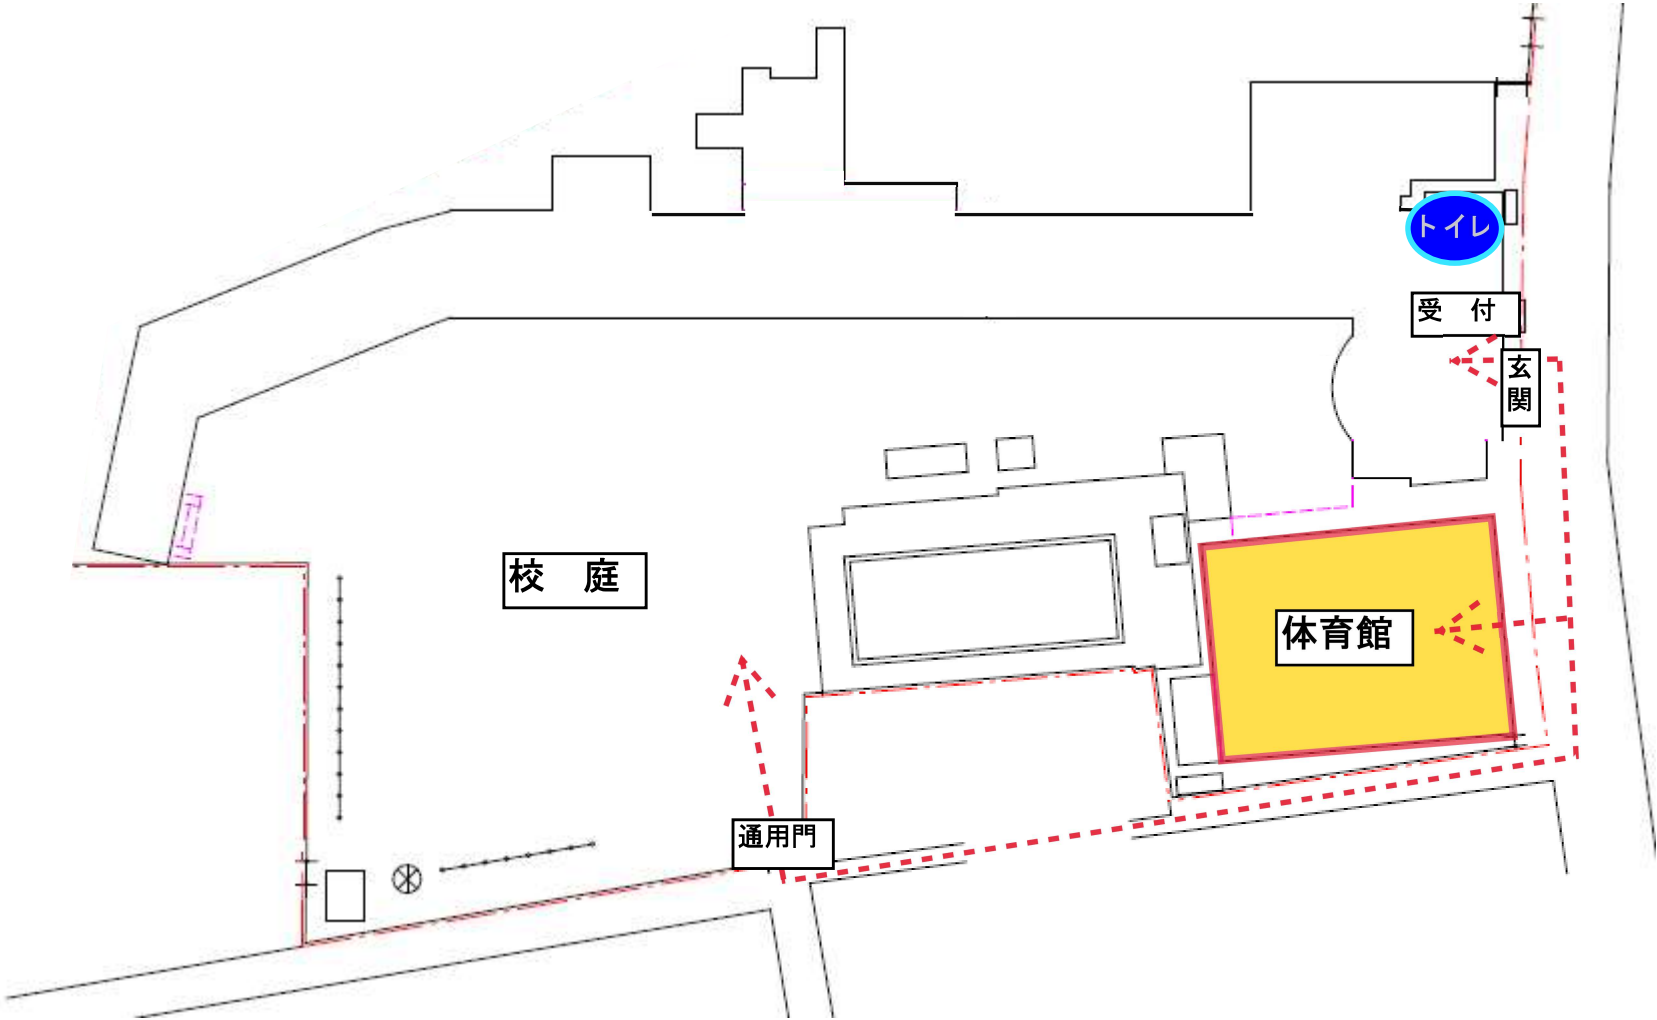 トイレ
受　付
玄
関
校　庭
体育館
通用門